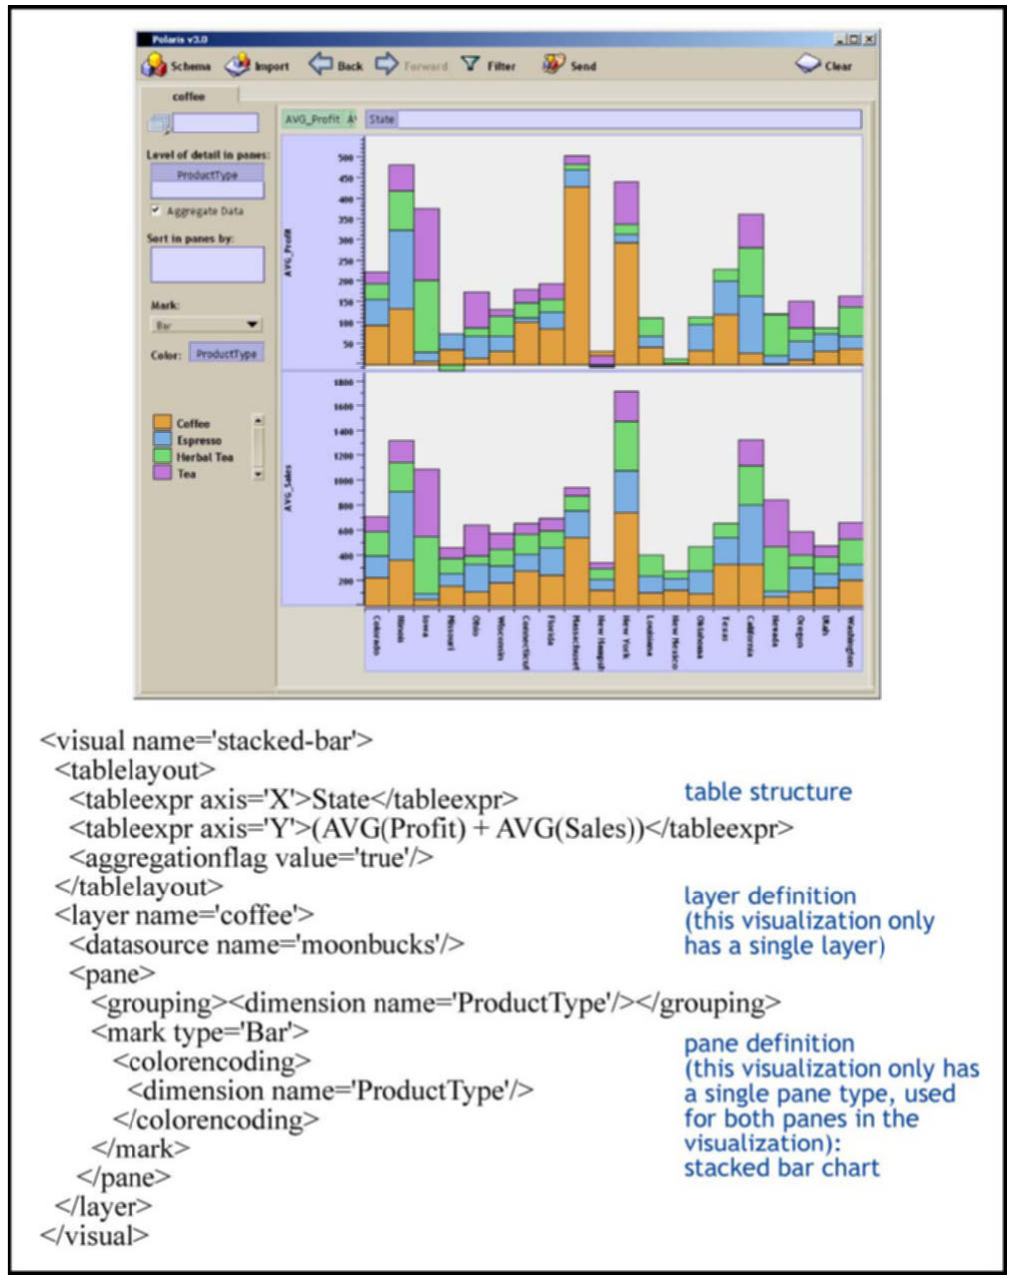 Polaris v3.0
Schema Import Back Forward Filter Send Clear
coffee
AVG_Profit State
Level of detail in panes:
ProductType
Aggregate Data
Sort in panes by:
Mark:
Bar
Color: ProductType
Coffee
Espresso
Herbal Tea
Tea
AVG_Profit
500
450
400
350
300
250
200
150
100
50
AVG_Sales
1800
1600
1400
1200
1000
800
600
400
200
Colorado
Illinois
Iowa
Missouri
Ohio
Wisconsin
Connecticut
Florida
Massachuset
New Hampsh
New York
Louisiana
New Mexico
Oklahoma
Texas
California
Nevada
Oregon
Utah
Washington
<visual name='stacked-bar'>
<tablelayout>
<tableexpr axis='X'>State</tableexpr>
<tableexpr axis='Y'>(AVG(Profit) + AVG(Sales))</tableexpr>
<aggregationflag value='true'/>
</tablelayout>
<layer name='coffee'>
<datasource name='moonbucks'/>
<pane>
<grouping><dimension name='ProductType'/></grouping>
<mark type='Bar'>
<colorencoding>
<dimension name='ProductType'/>
</colorencoding>
</mark>
</pane>
</layer>
</visual>
table structure
layer definition
(this visualization only
has a single layer)
pane definition
(this visualization only has
a single pane type, used
for both panes in the
visualization):
stacked bar chart